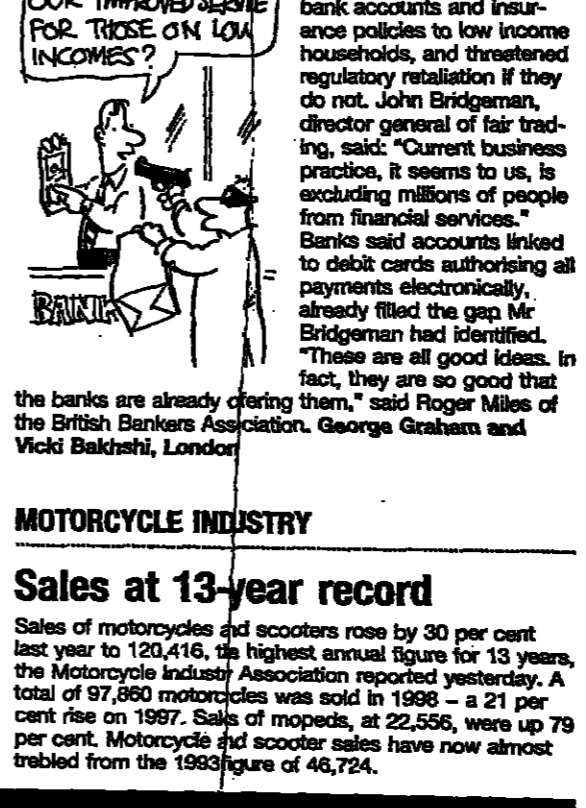 OUR IMPROVED SERVICE
FOR THOSE ON LOW
INCOMES?
BANK
bank accounts and insur-
ance policies to low income
households, and threatened
regulatory retaliation if they
do not. John Bridgeman,
director general of fair trad-
ing, said: "Current business
practice, it seems to us, is
excluding millions of people
from financial services."
Banks said accounts linked
to debit cards authorising all
payments electronically,
already filled the gap Mr
Bridgeman had identified.
"These are all good ideas. In
fact, they are so good that
the banks are already offering them," said Roger Miles of
the British Bankers Association. George Graham and
Vicki Bakhshi, London
MOTORCYCLE INDUSTRY
Sales at 13-year record
Sales of motorcycles and scooters rose by 30 per cent
last year to 120,416, the highest annual figure for 13 years,
the Motorcycle Industry Association reported yesterday. A
total of 97,860 motorcycles was sold in 1998 – a 21 per
cent rise on 1997. Sales of mopeds, at 22,556, were up 79
per cent. Motorcycle and scooter sales have now almost
trebled from the 1993 figure of 46,724.